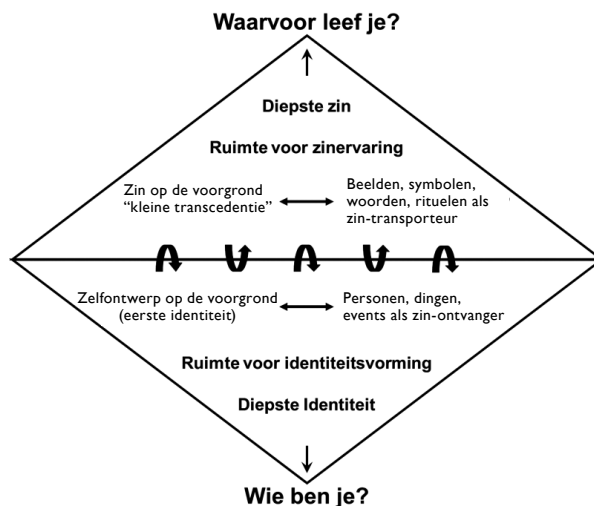 Waarvoor leef je?
Diepste zin
Ruimte voor zinervaring
Zin op de voorgrond
“kleine transcedentie”
Beelden, symbolen,
woorden, rituelen als
zin-transporteur
Zelfontwerp op de voorgrond
(eerste identiteit)
Personen, dingen,
events als zin-ontvanger
Ruimte voor identiteitsvorming
Diepste Identiteit
Wie ben je?